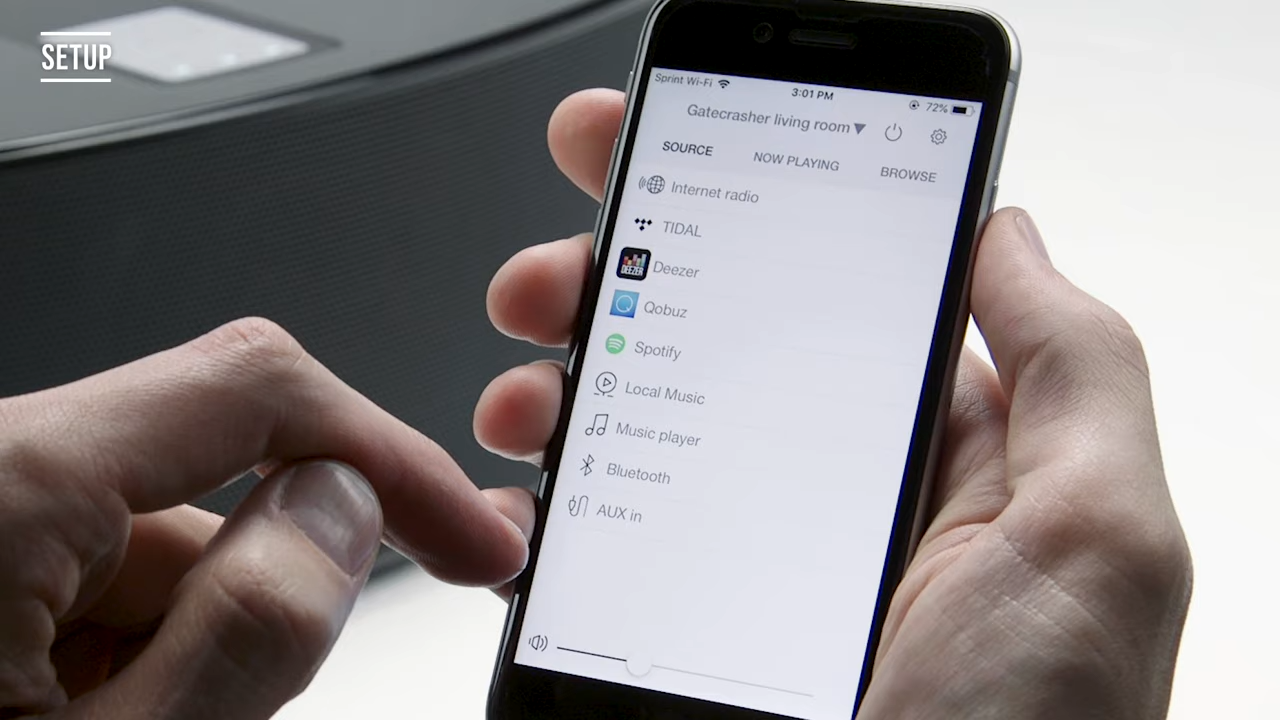 SETUP
Sprint Wi-Fi
3:01 PM
72%
Gatecrasher living room
SOURCE
NOW PLAYING
BROWSE
Internet radio
TIDAL
DEEZER
Deezer
Qobuz
Spotify
Local Music
Music player
Bluetooth
AUX in